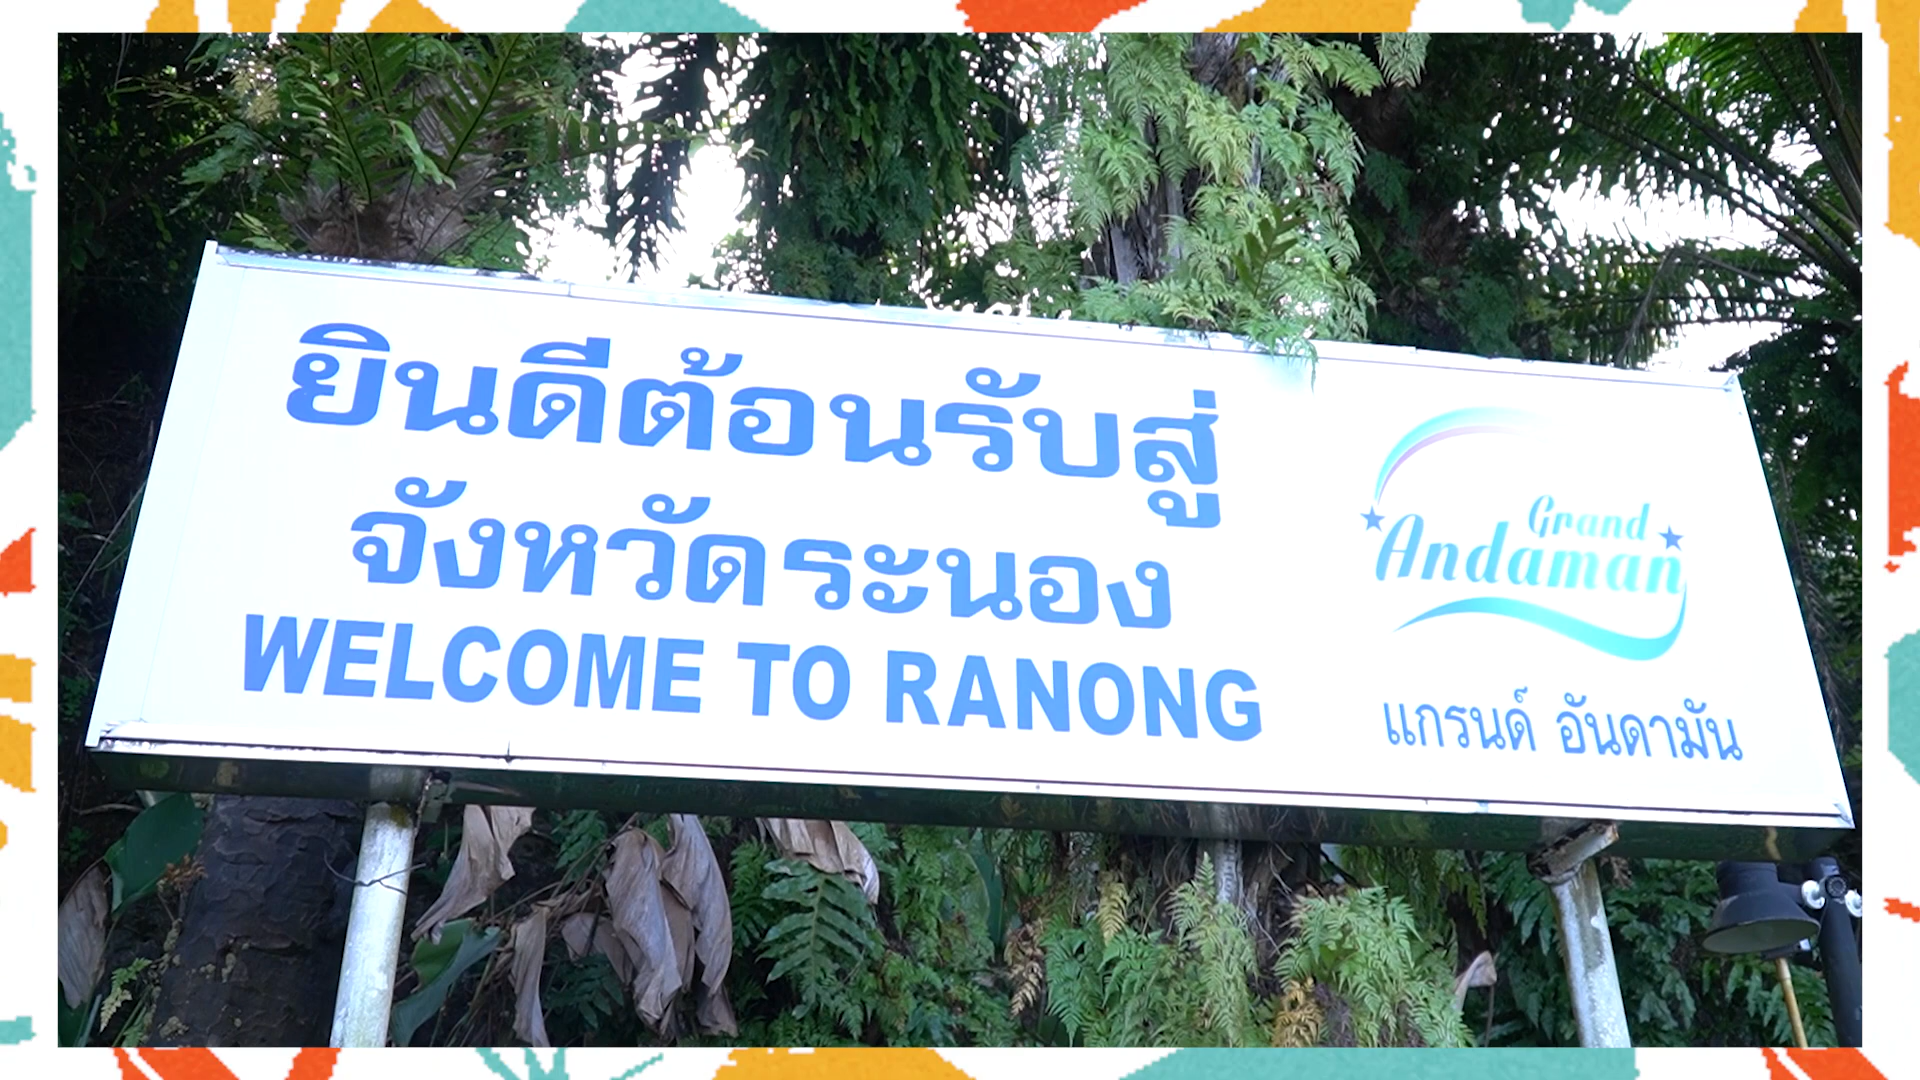 ยินดีต้อนรับสู่
จังหวัดระนอง
WELCOME TO RANONG
Grand
Andaman
แกรนด์ อันดามัน